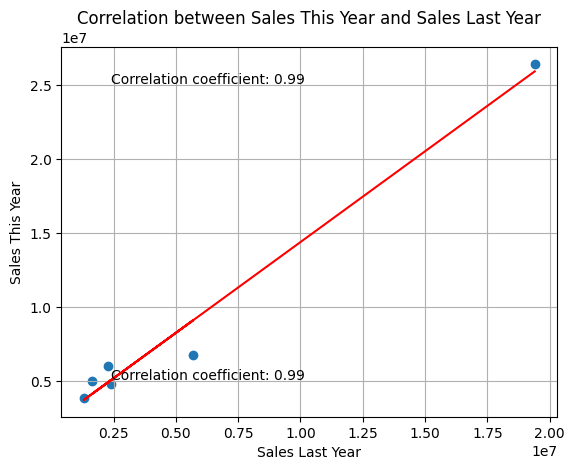 Correlation between Sales This Year and Sales Last Year
1e7
Correlation coefficient: 0.99
2.5
2.0
1.5
1.0
0.5
Sales This Year
Correlation coefficient: 0.99
0.25 0.50 0.75 1.00 1.25 1.50 1.75 2.00
Sales Last Year
1e7